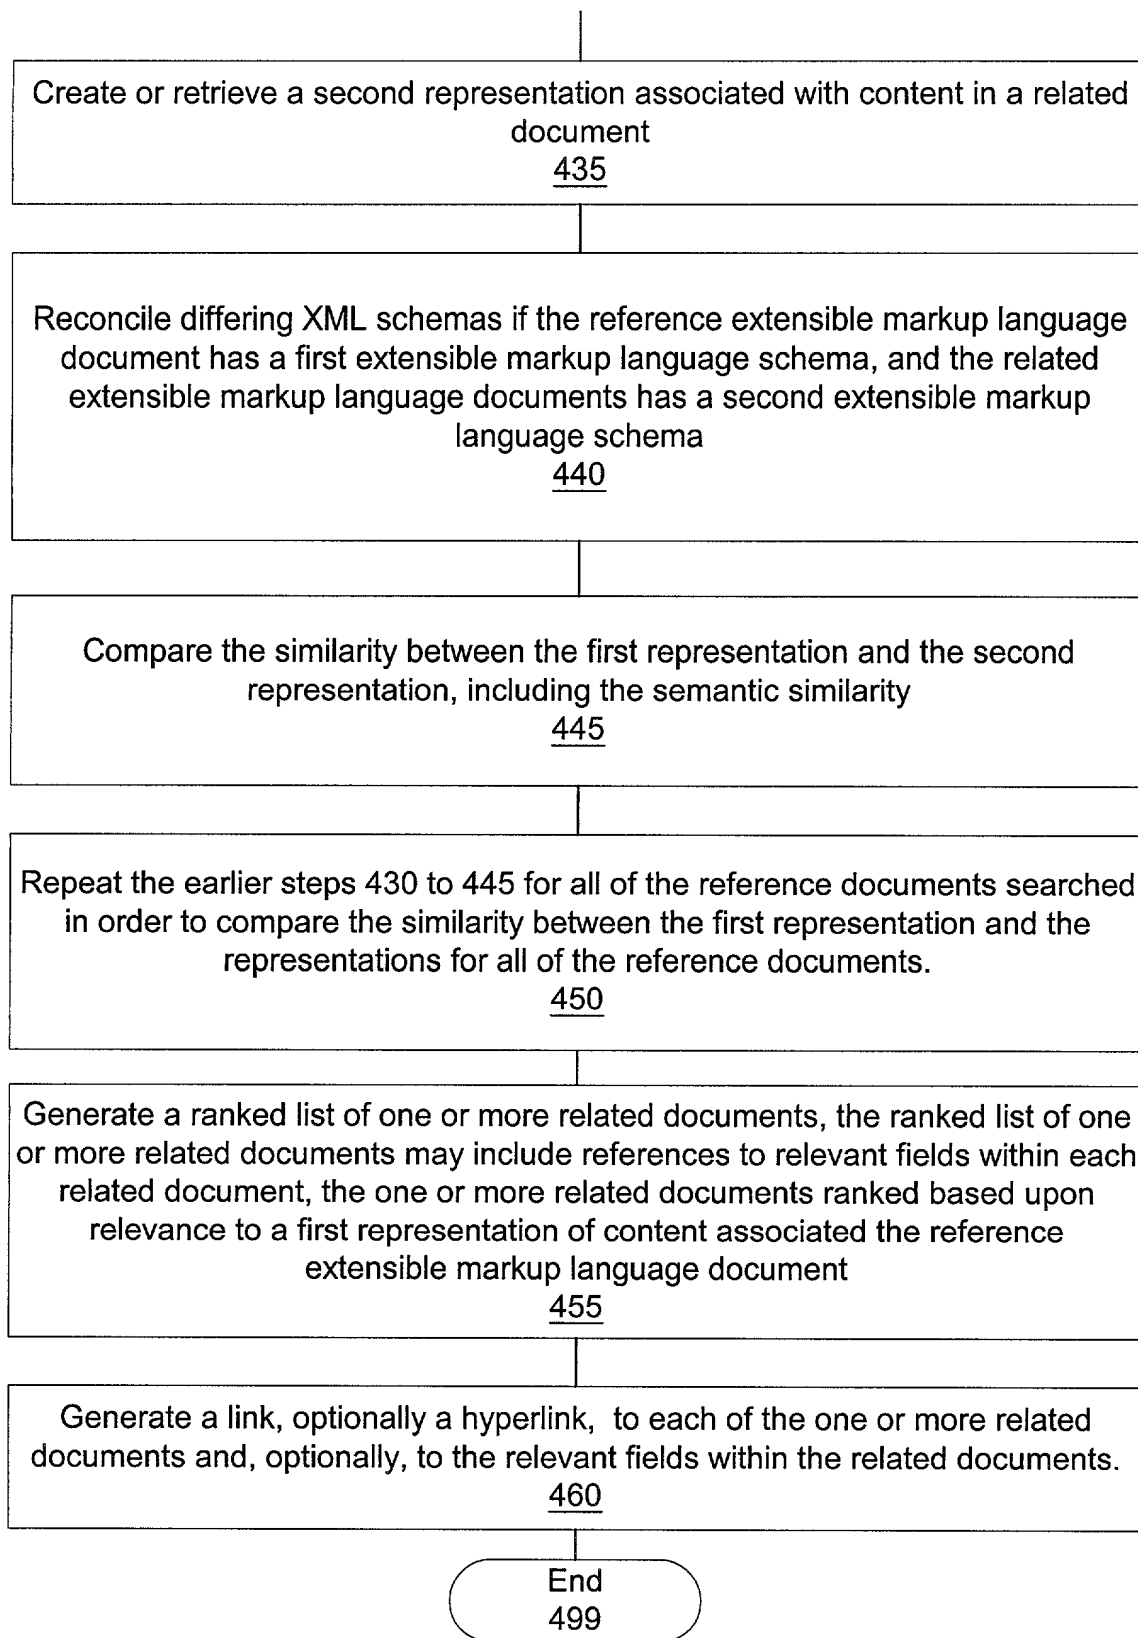 Create or retrieve a second representation associated with content in a related
document
435
Reconcile differing XML schemas if the reference extensible markup language
document has a first extensible markup language schema, and the related
extensible markup language documents has a second extensible markup
language schema
440
Compare the similarity between the first representation and the second
representation, including the semantic similarity
445
Repeat the earlier steps 430 to 445 for all of the reference documents searched
in order to compare the similarity between the first representation and the
representations for all of the reference documents.
450
Generate a ranked list of one or more related documents, the ranked list of one
or more related documents may include references to relevant fields within each
related document, the one or more related documents ranked based upon
relevance to a first representation of content associated the reference
extensible markup language document
455
Generate a link, optionally a hyperlink, to each of the one or more related
documents and, optionally, to the relevant fields within the related documents.
460
End
499